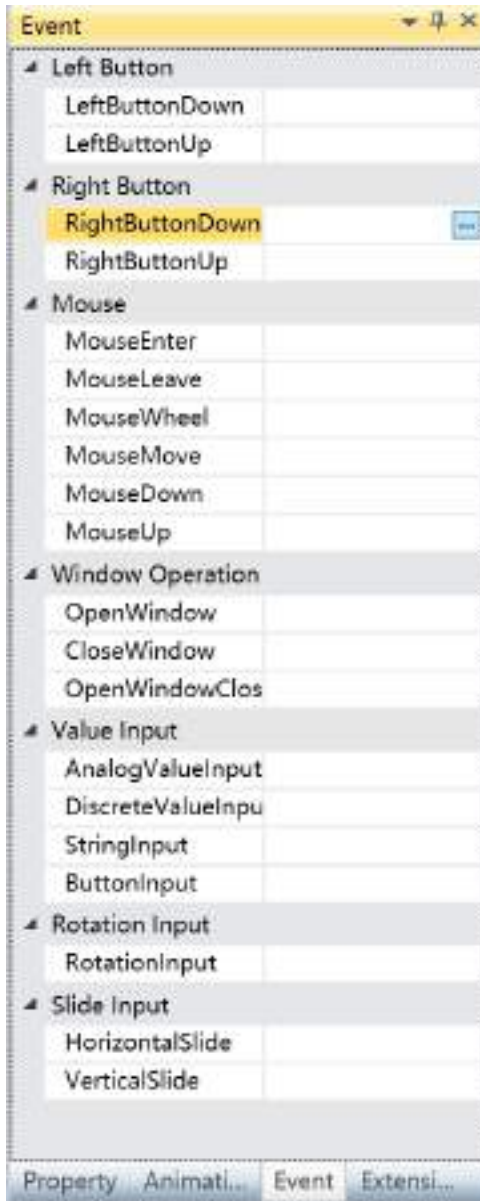 Event
Left Button
LeftButtonDown
LeftButtonUp
Right Button
RightButtonDown
RightButtonUp
Mouse
MouseEnter
MouseLeave
MouseWheel
MouseMove
MouseDown
MouseUp
Window Operation
OpenWindow
CloseWindow
OpenWindowClos
Value Input
AnalogValueInput
DiscreteValueInpu
StringInput
ButtonInput
Rotation Input
RotationInput
Slide Input
HorizontalSlide
VerticalSlide
Property Animati... Event Extensi...